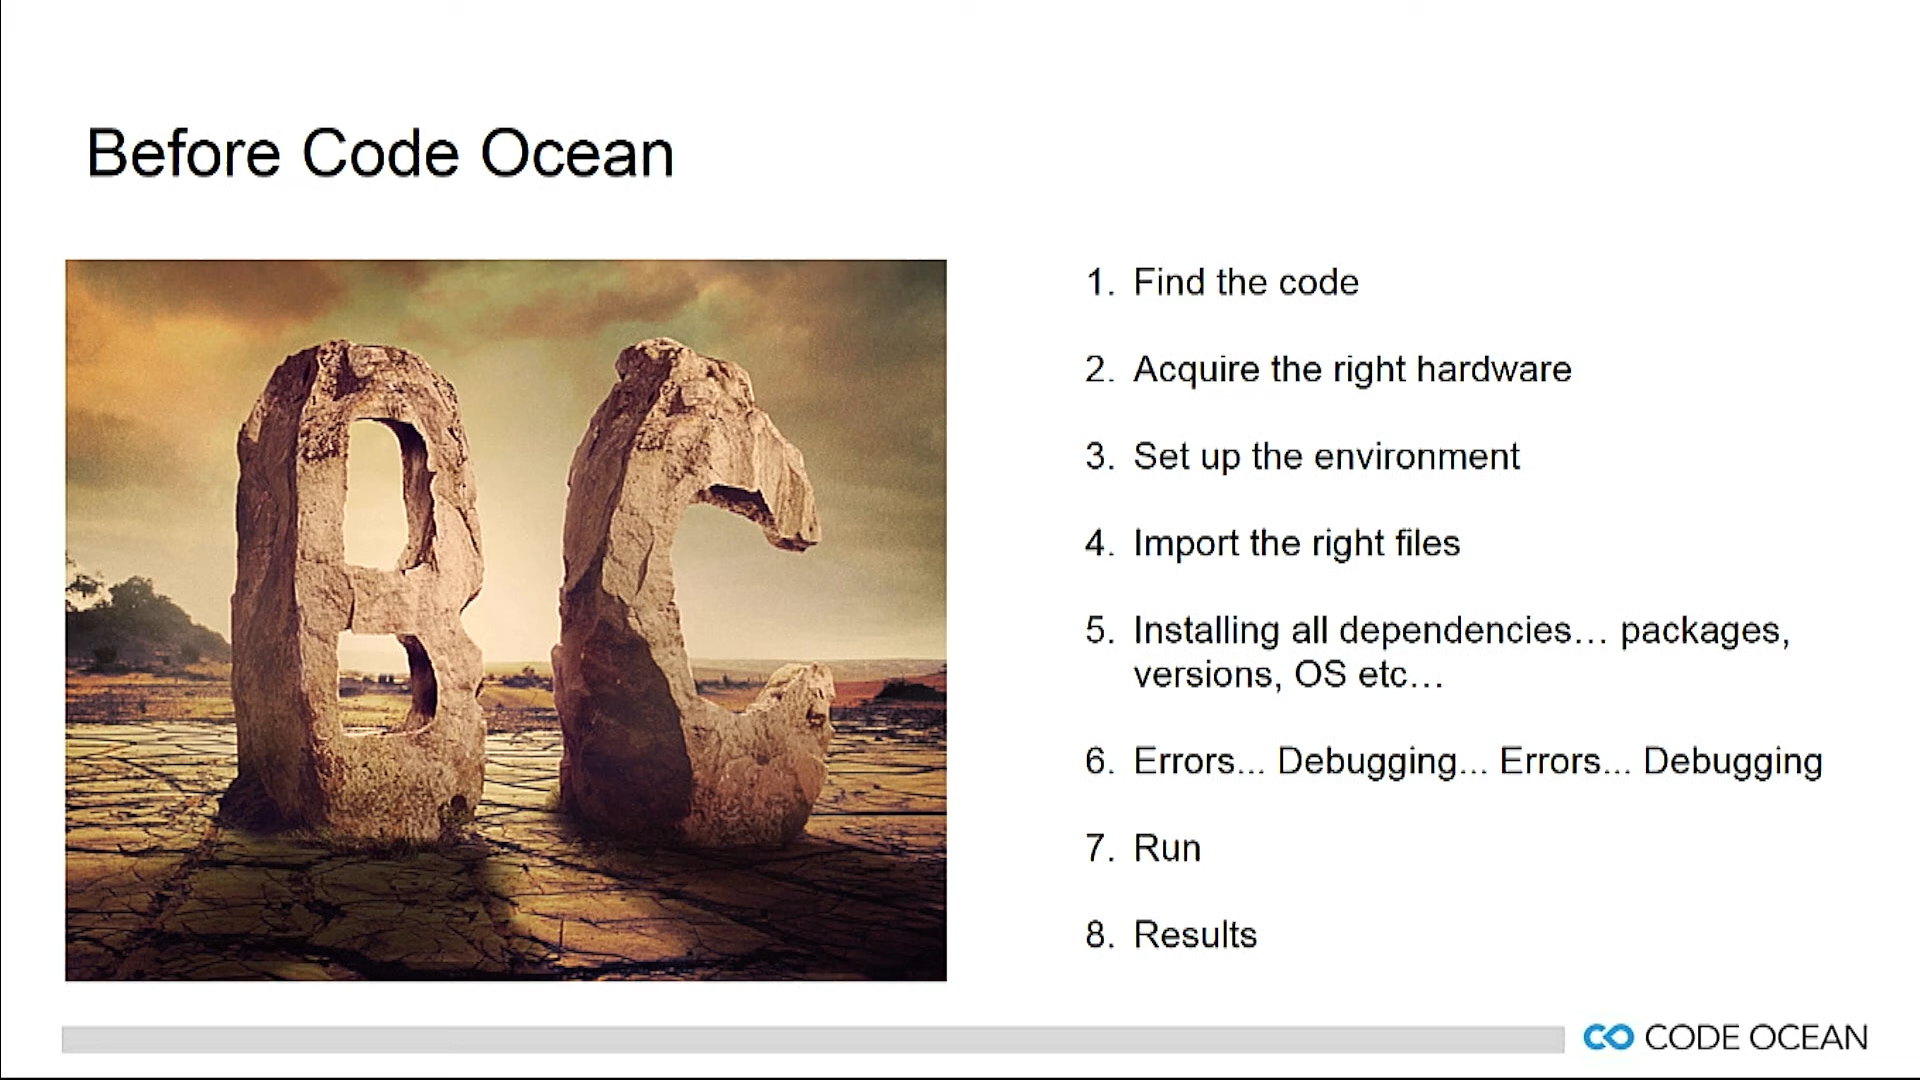 Before Code Ocean
BC
1. Find the code
2. Acquire the right hardware
3. Set up the environment
4. Import the right files
5. Installing all dependencies… packages,
versions, OS etc…
6. Errors... Debugging... Errors... Debugging
7. Run
8. Results
CODE OCEAN